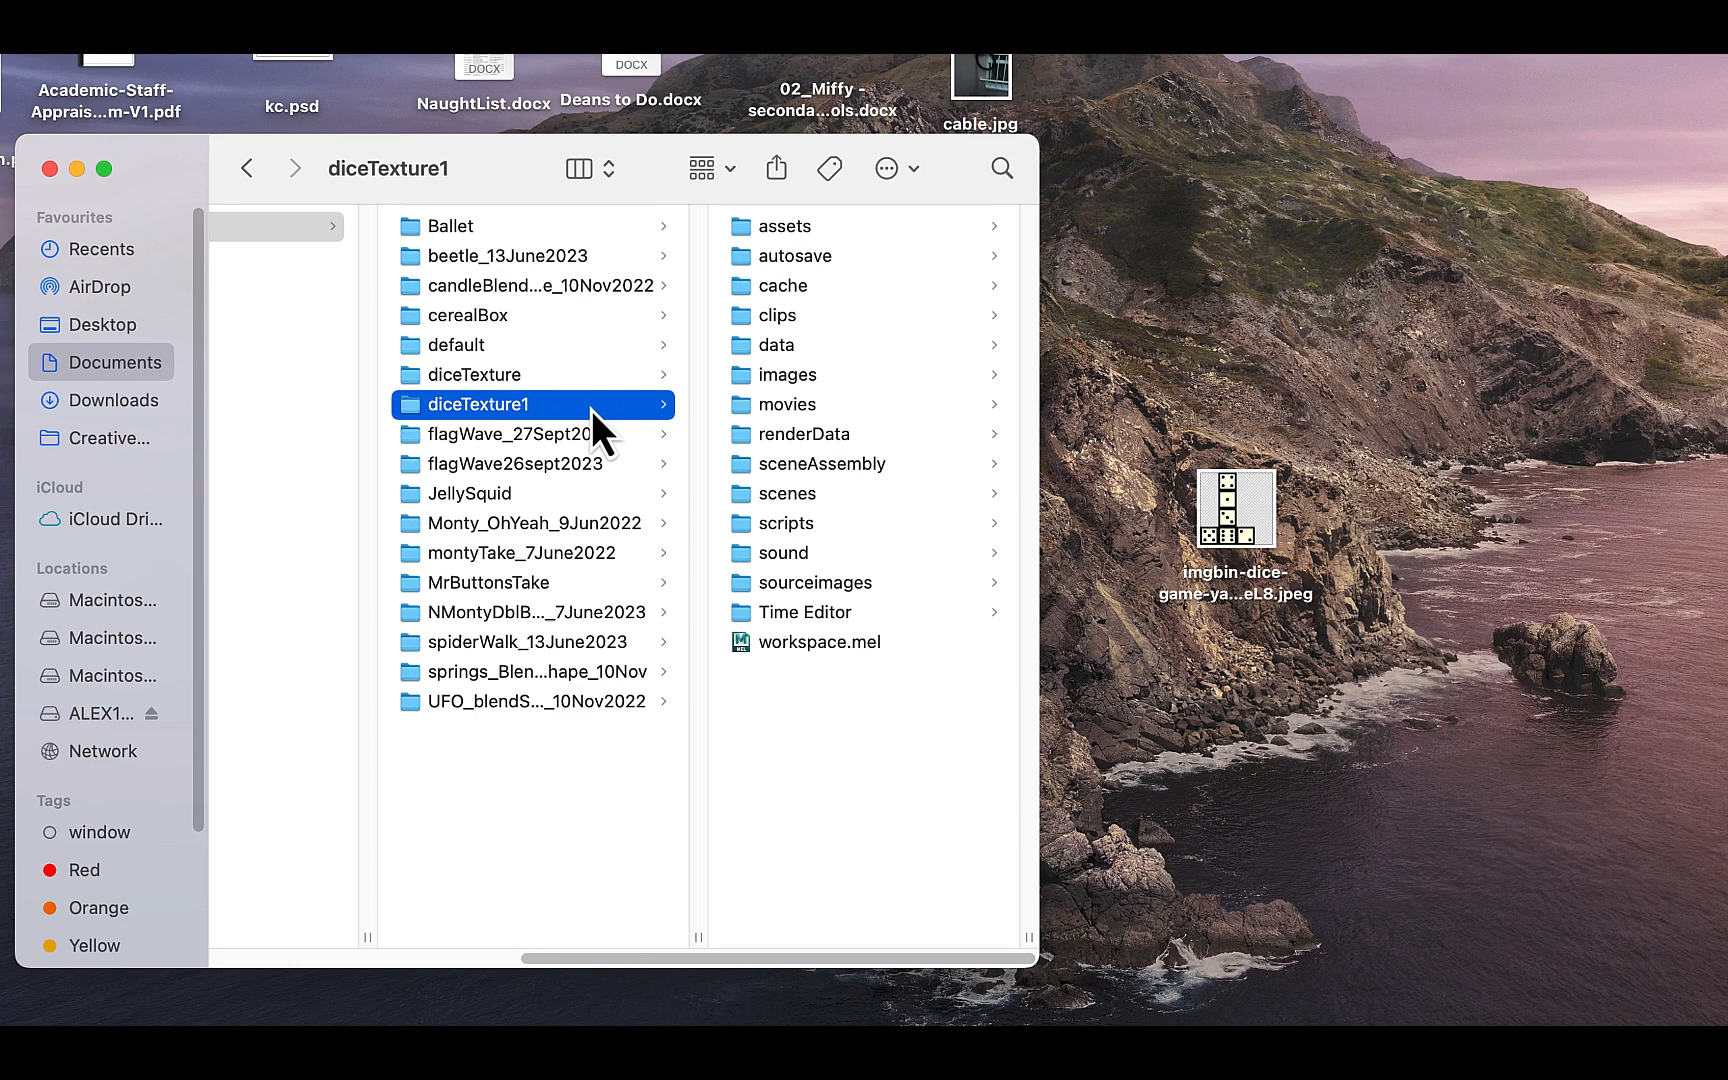 Academic-Staff-
Apprais...m-V1.pdf
kc.psd
DOCX
NaughtList.docx
DOCX
Deans to Do.docx
02_Miffy -
seconda...ols.docx
cable.jpg
diceTexture1
Favourites
Recents
AirDrop
Desktop
Documents
Downloads
Creative...
iCloud
iCloud Dri...
Locations
Macintos...
Macintos...
Macintos...
ALEX1...
Network
Tags
window
Red
Orange
Yellow
Ballet
beetle_13June2023
candleBlend...e_10Nov2022
cerealBox
default
diceTexture
diceTexture1
flagWave_27Sept20
flagWave26sept2023
JellySquid
Monty_OhYeah_9Jun2022
montyTake_7June2022
MrButtonsTake
NMontyDblB..._7June2023
spiderWalk_13June2023
springs_Blen...hape_10Nov
UFO_blendS..._10Nov2022
assets
autosave
cache
clips
data
images
movies
renderData
sceneAssembly
scenes
scripts
sound
sourceimages
Time Editor
workspace.mel
imgbin-dice-
game-ya...eL8.jpeg